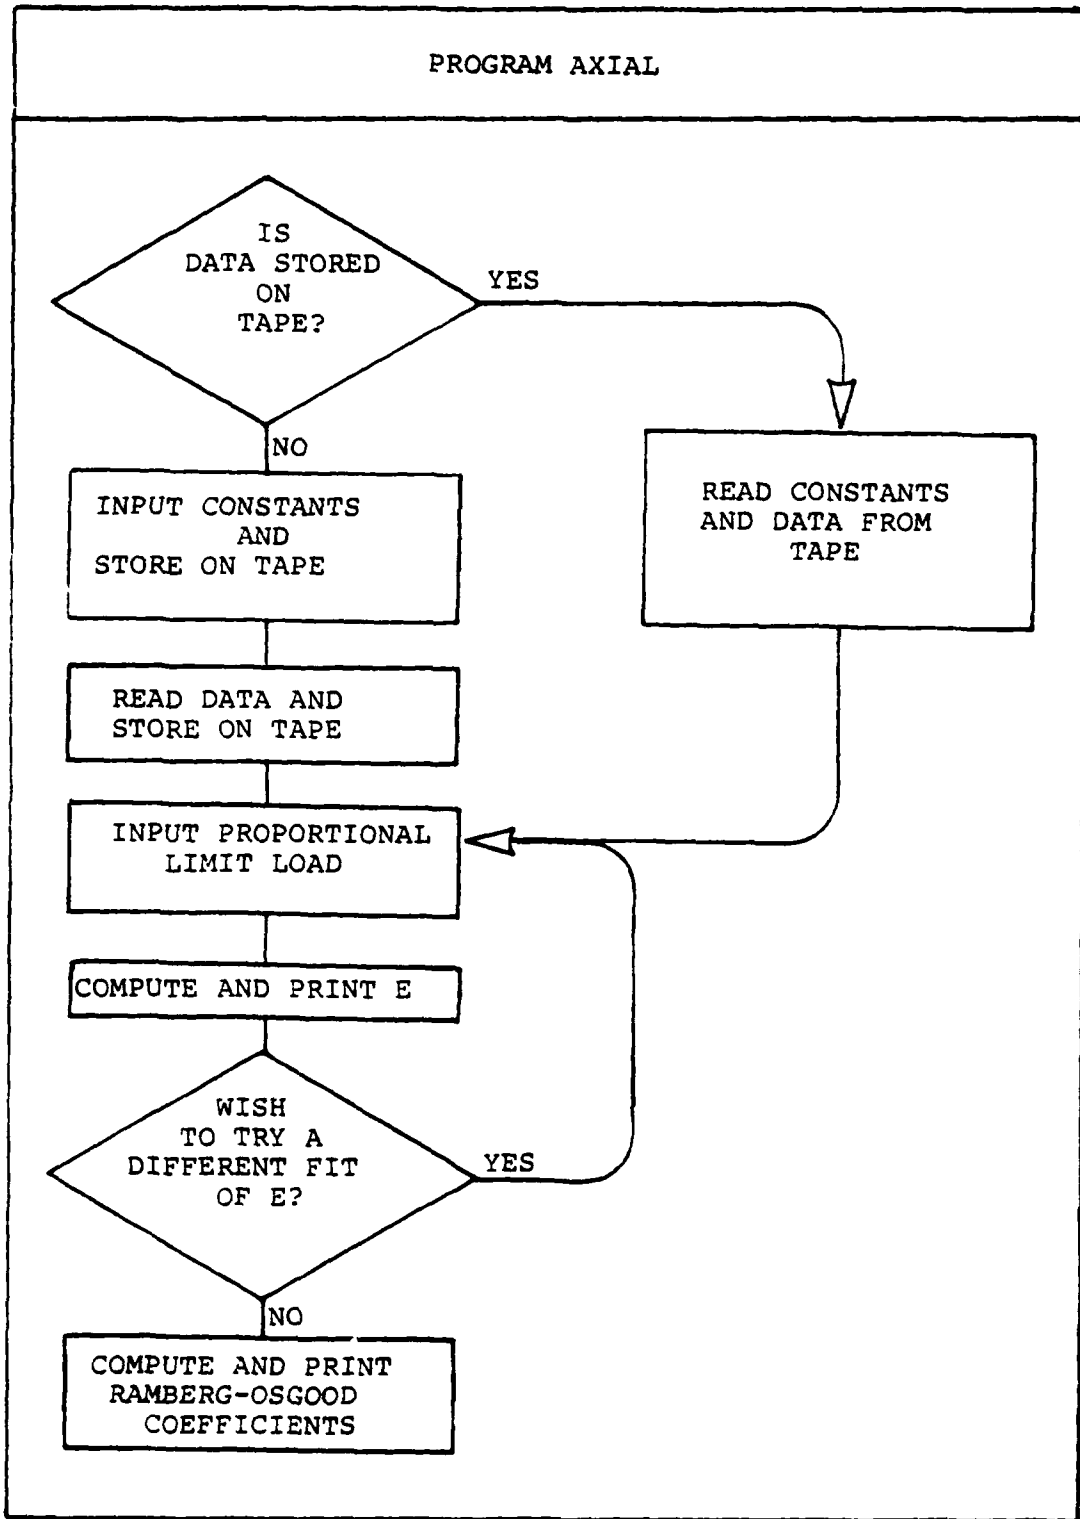 PROGRAM AXIAL
IS
DATA STORED
ON
TAPE?
YES
NO
INPUT CONSTANTS
AND
STORE ON TAPE
READ CONSTANTS
AND DATA FROM
TAPE
READ DATA AND
STORE ON TAPE
INPUT PROPORTIONAL
LIMIT LOAD
COMPUTE AND PRINT E
WISH
TO TRY A
DIFFERENT FIT
OF E?
YES
NO
COMPUTE AND PRINT
RAMBERG-OSGOOD
COEFFICIENTS